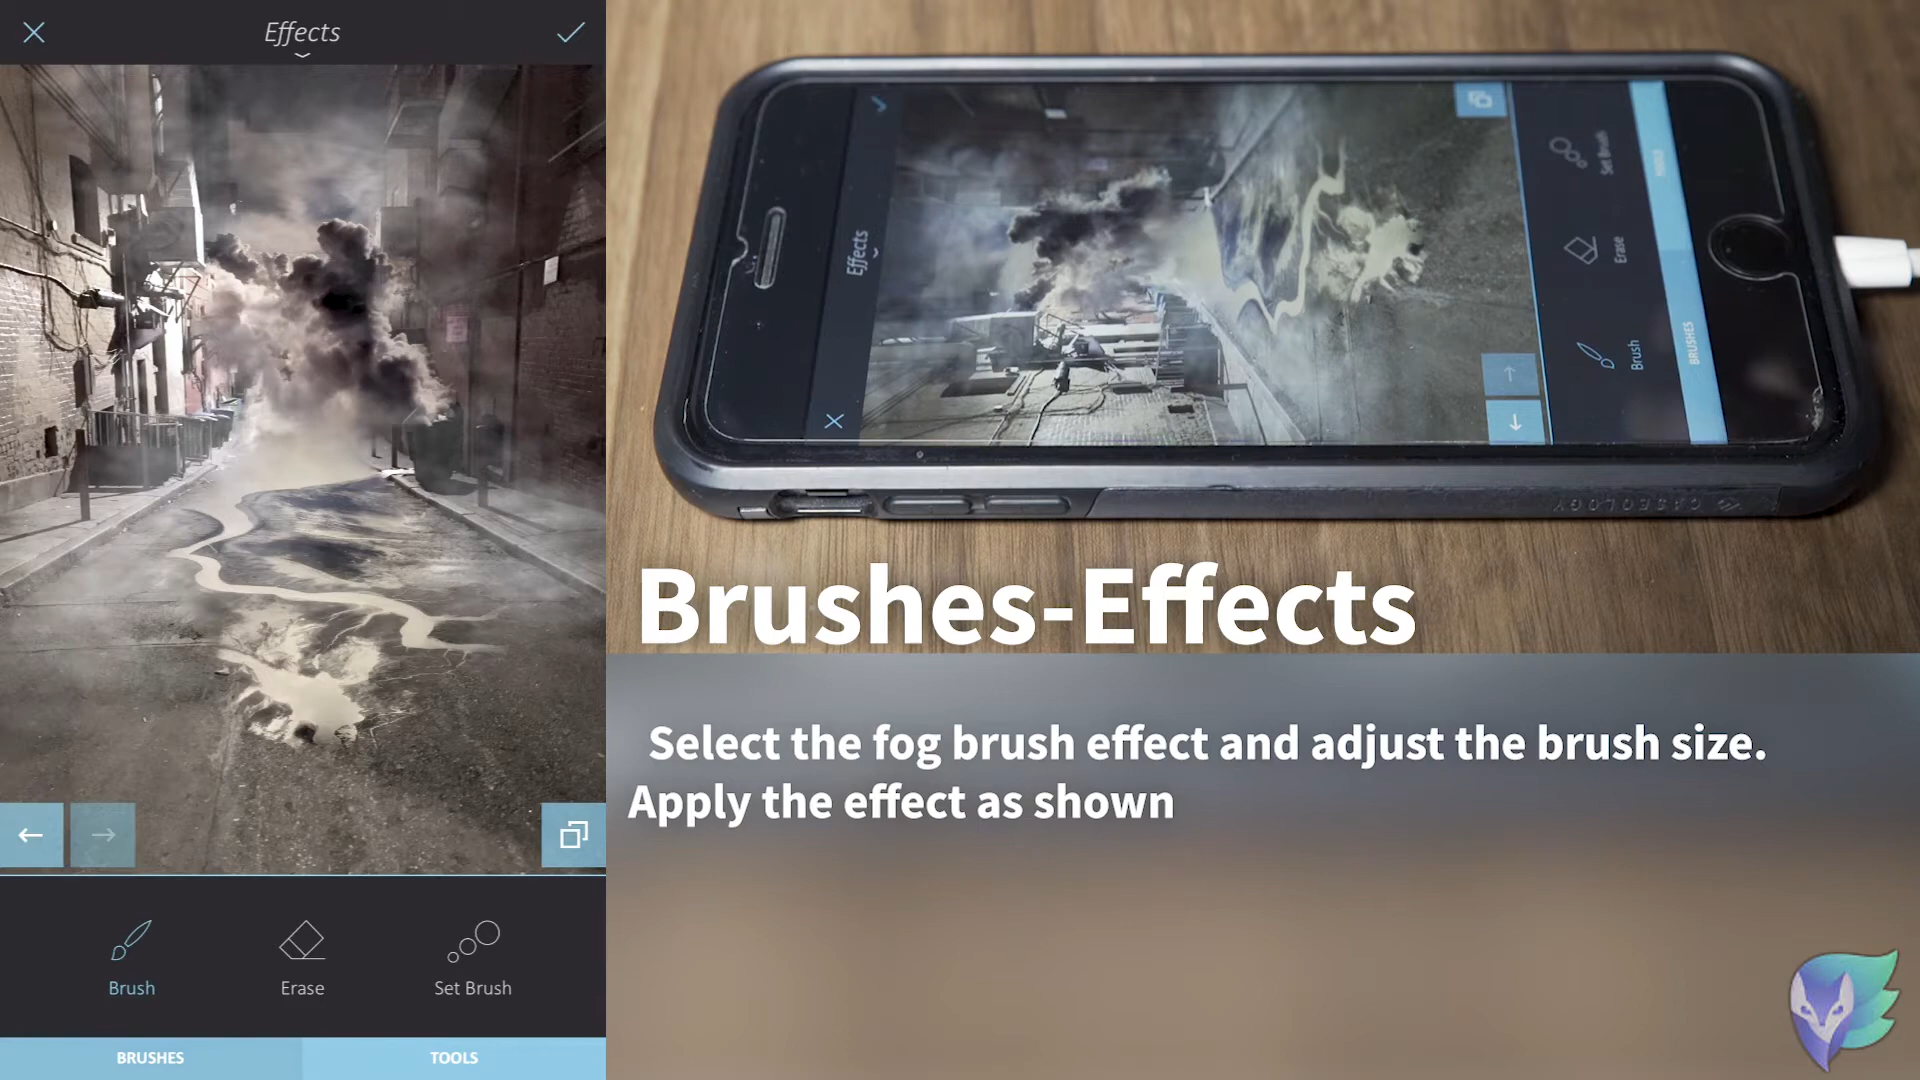 Effects
Brush
Erase
Set Brush
BRUSHES
TOOLS
Effects
Set Brush
Erase
Brush
BRUSHES
CASEOLOGY
Brushes-Effects
Select the fog brush effect and adjust the brush size.
Apply the effect as shown